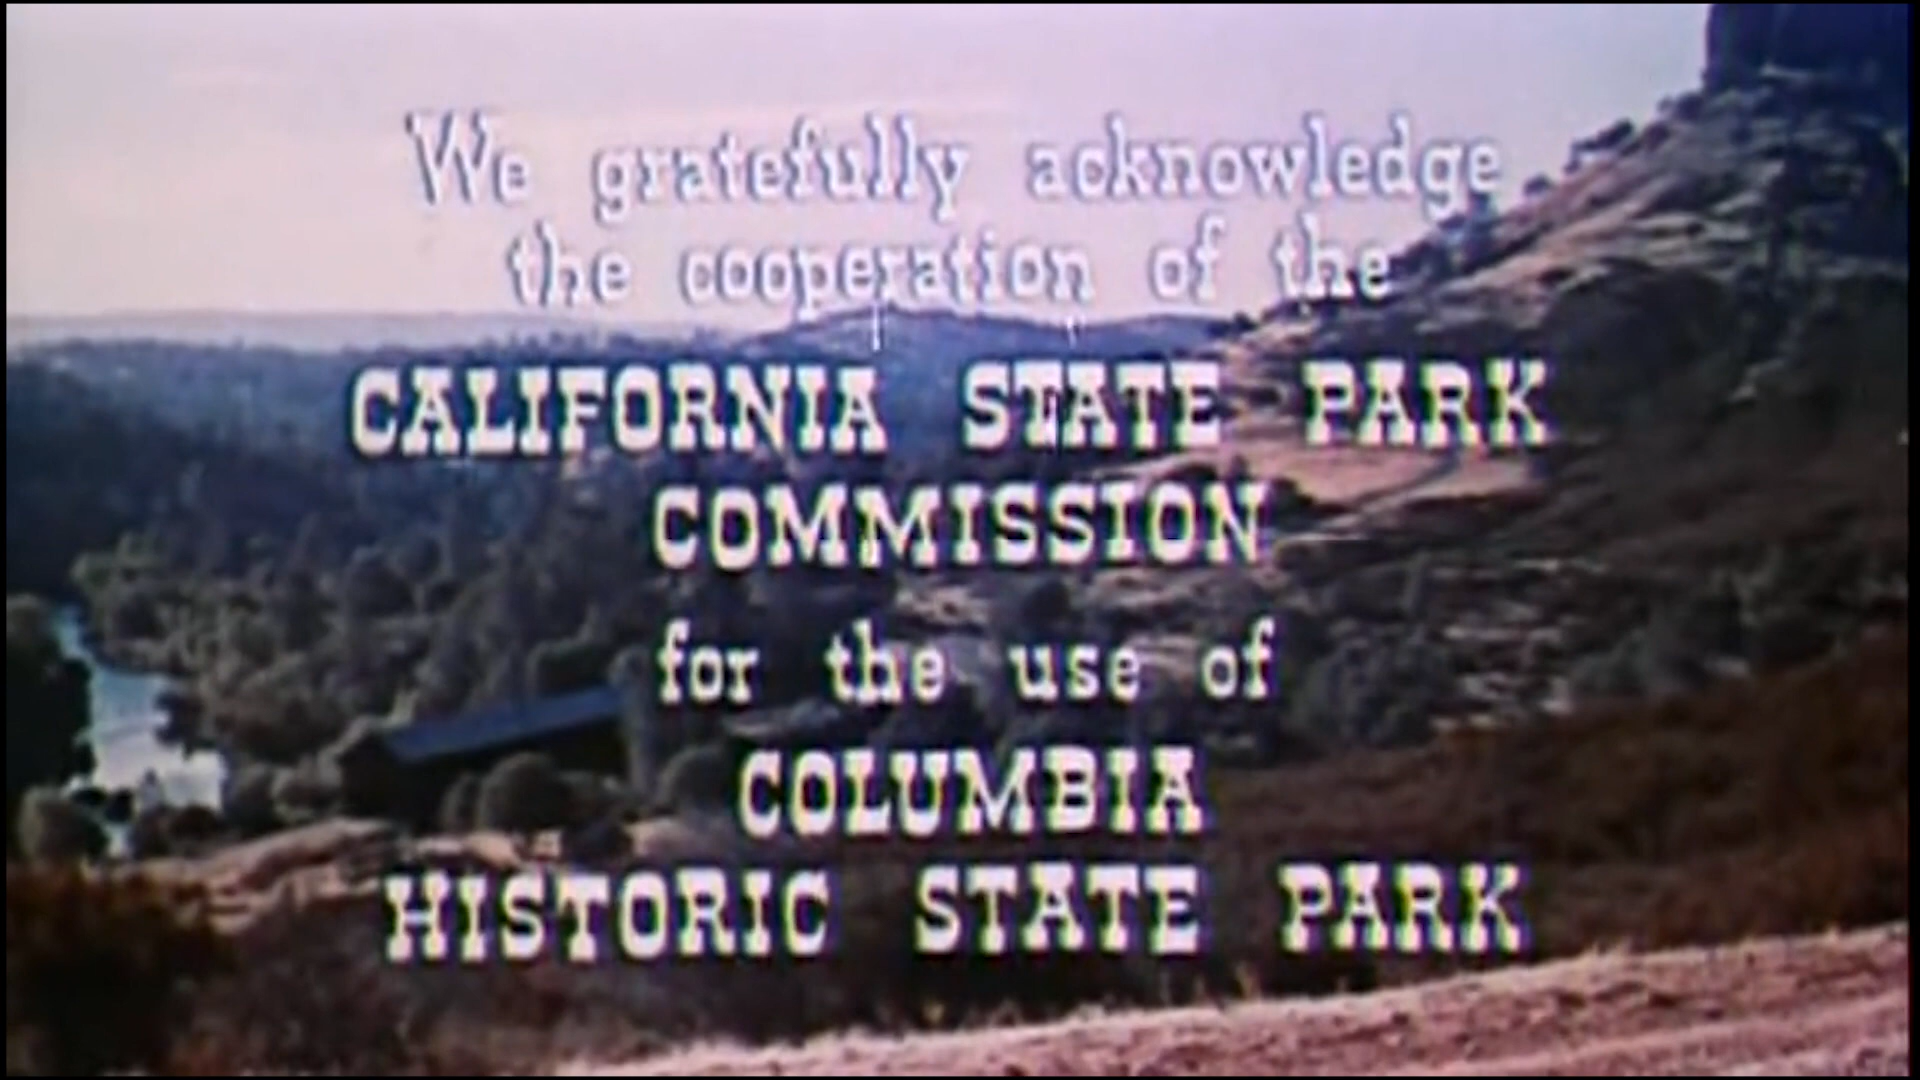 We gratefully acknowledge
the cooperation of the
CALIFORNIA STATE PARK
COMMISSION
for the use of
COLUMBIA
HISTORIC STATE PARK